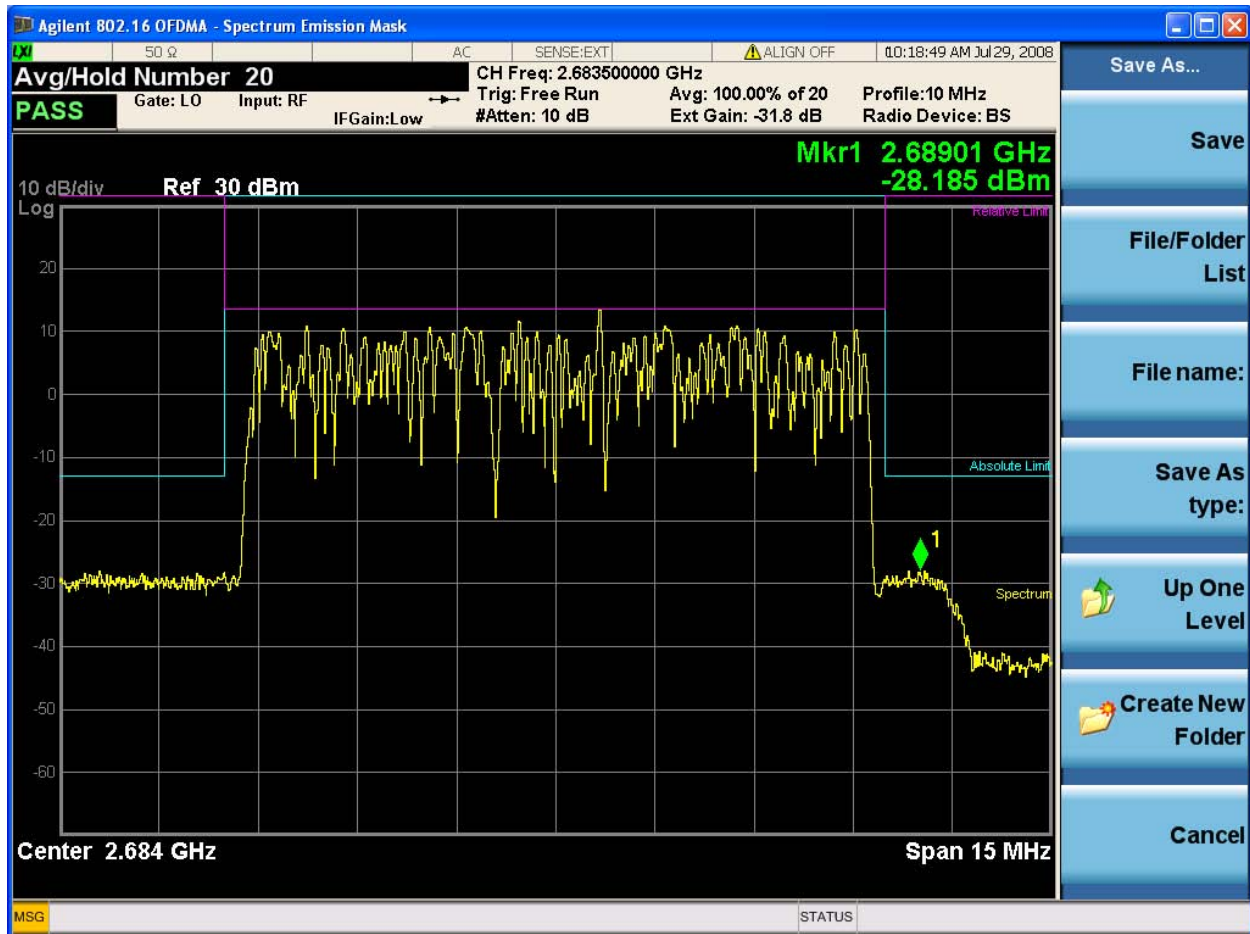 Agilent 802.16 OFDMA - Spectrum Emission Mask
LXI 50 Ω AC SENSE:EXT ALIGN OFF 10:18:49 AM Jul 29, 2008
Avg/Hold Number 20
CH Freq: 2.683500000 GHz
PASS Gate: LO Input: RF Trig: Free Run Avg: 100.00% of 20 Profile:10 MHz
IFGain:Low #Atten: 10 dB Ext Gain: -31.8 dB Radio Device: BS
Mkr1 2.68901 GHz
-28.185 dBm
10 dB/div Ref 30 dBm
Log
Relative Limit
20
10
0
-10
Absolute Limit
-20
1
-30
Spectrum
-40
-50
-60
Center 2.684 GHz Span 15 MHz
Save As...
Save
File/Folder
List
File name:
Save As
type:
Up One
Level
Create New
Folder
Cancel
MSG STATUS